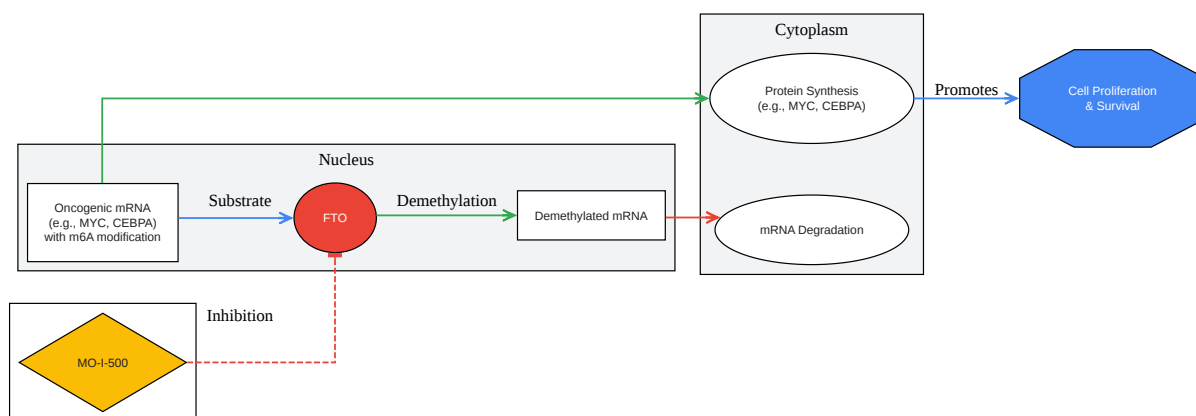 Cytoplasm
Protein Synthesis
(e.g., MYC, CEBPA)
Promotes
Cell Proliferation
& Survival
Nucleus
Oncogenic mRNA
(e.g., MYC, CEBPA)
with m6A modification
Substrate
FTO
Demethylation
Demethylated mRNA
mRNA Degradation
Inhibition
MO-I-500